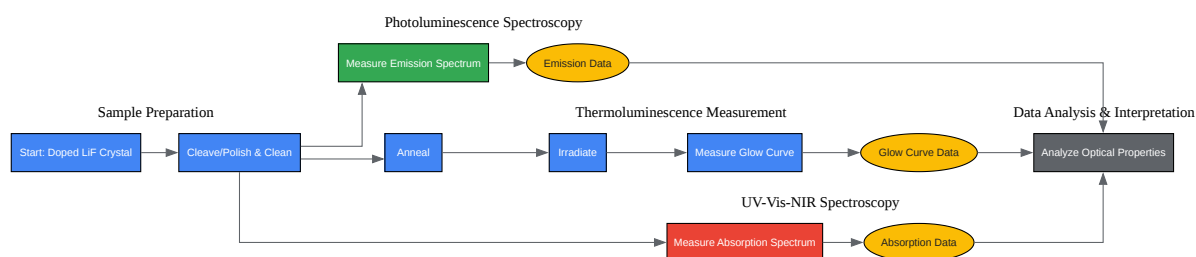 Photoluminescence Spectroscopy
Measure Emission Spectrum
Emission Data
Sample Preparation
Thermoluminescence Measurement
Data Analysis & Interpretation
Start: Doped LiF Crystal
Cleave/Polish & Clean
Anneal
Irradiate
Measure Glow Curve
Glow Curve Data
Analyze Optical Properties
UV-Vis-NIR Spectroscopy
Measure Absorption Spectrum
Absorption Data